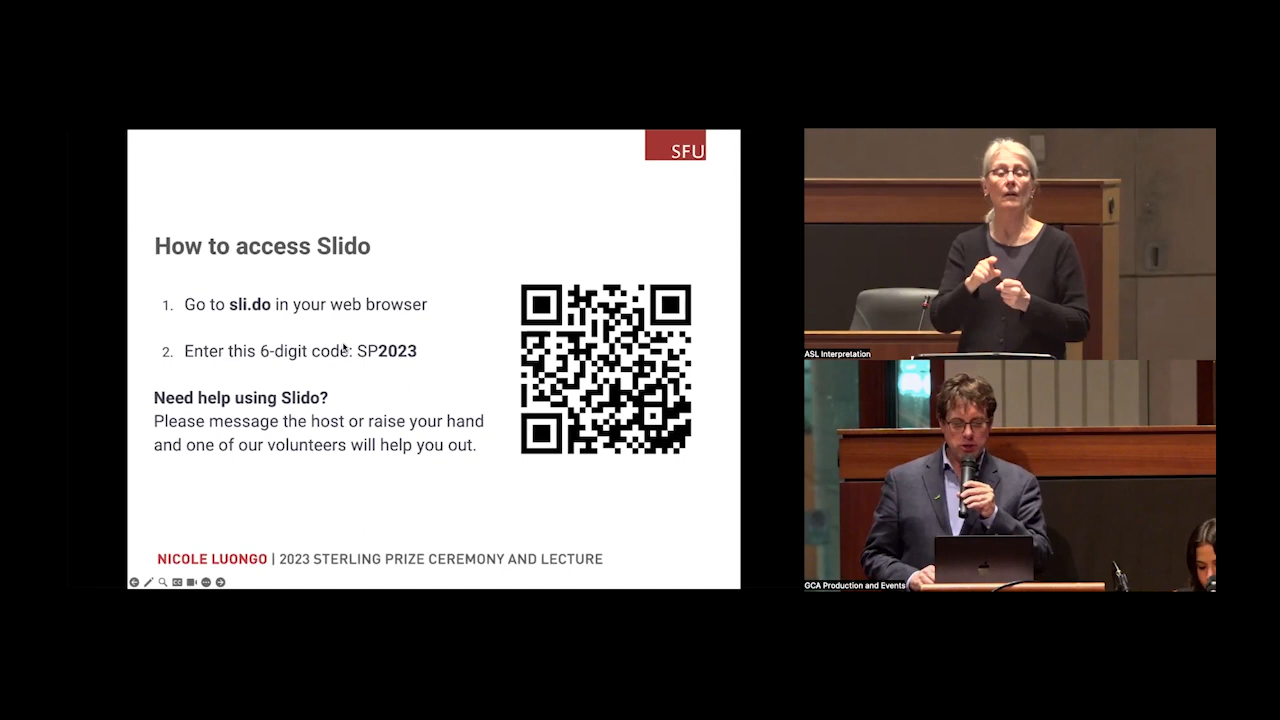 SFU
How to access Slido
1. Go to sli.do in your web browser
2. Enter this 6-digit code: SP2023
Need help using Slido?
Please message the host or raise your hand
and one of our volunteers will help you out.
NICOLE LUONGO | 2023 STERLING PRIZE CEREMONY AND LECTURE
ASL Interpretation
GCA Production and Events